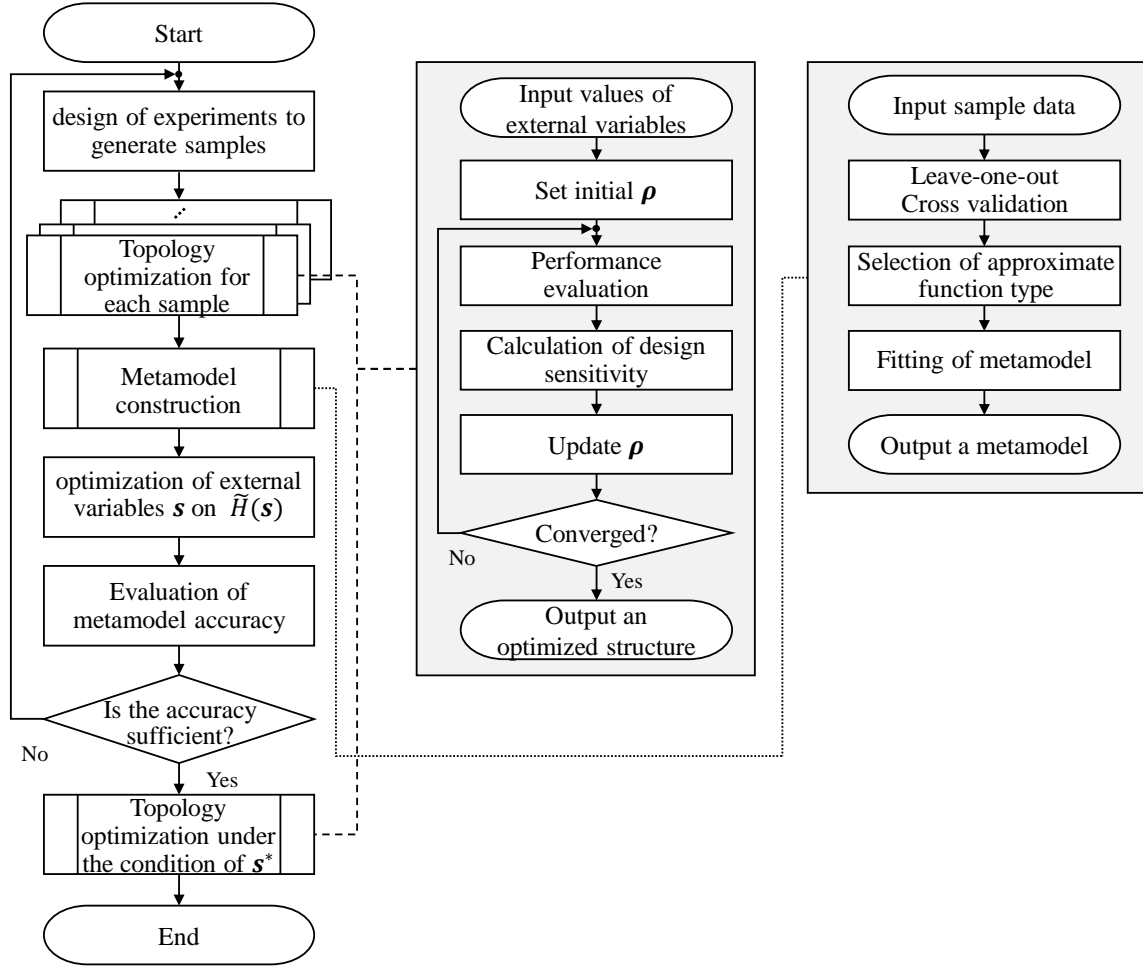 Start
design of experiments to
generate samples
...
Topology
optimization for
each sample
Metamodel
construction
optimization of external
variables 𝒔 on H̃(𝒔)
Evaluation of
metamodel accuracy
Is the accuracy
sufficient?
No
Yes
Topology
optimization under
the condition of 𝒔*
End
Input values of
external variables
Set initial 𝝆
Performance
evaluation
Calculation of design
sensitivity
Update 𝝆
Converged?
No
Yes
Output an
optimized structure
Input sample data
Leave-one-out
Cross validation
Selection of approximate
function type
Fitting of metamodel
Output a metamodel